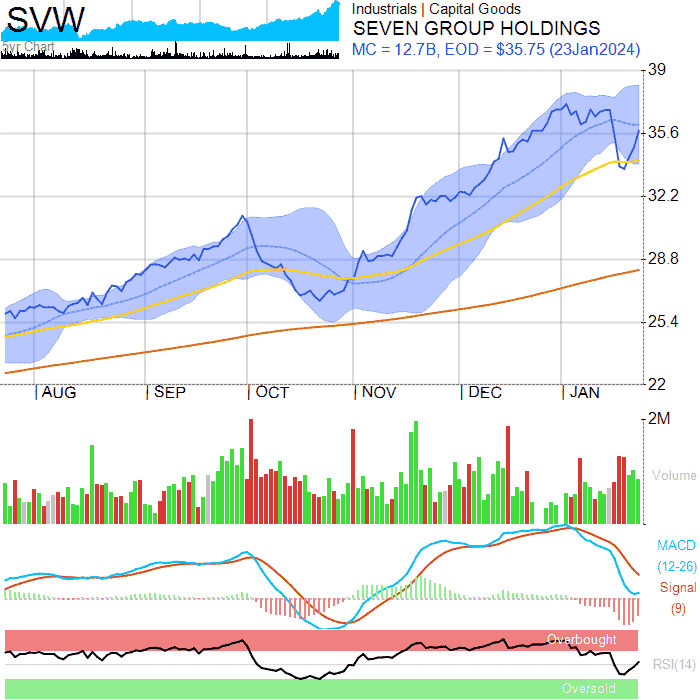 SVW
5yr Chart
Industrials | Capital Goods
SEVEN GROUP HOLDINGS
MC = 12.7B, EOD = $35.75 (23Jan2024)
39
35.6
32.2
28.8
25.4
22
AUG
SEP
OCT
NOV
DEC
JAN
2M
Volume
MACD
(12-26)
Signal
(9)
Overbought
RSI(14)
Oversold